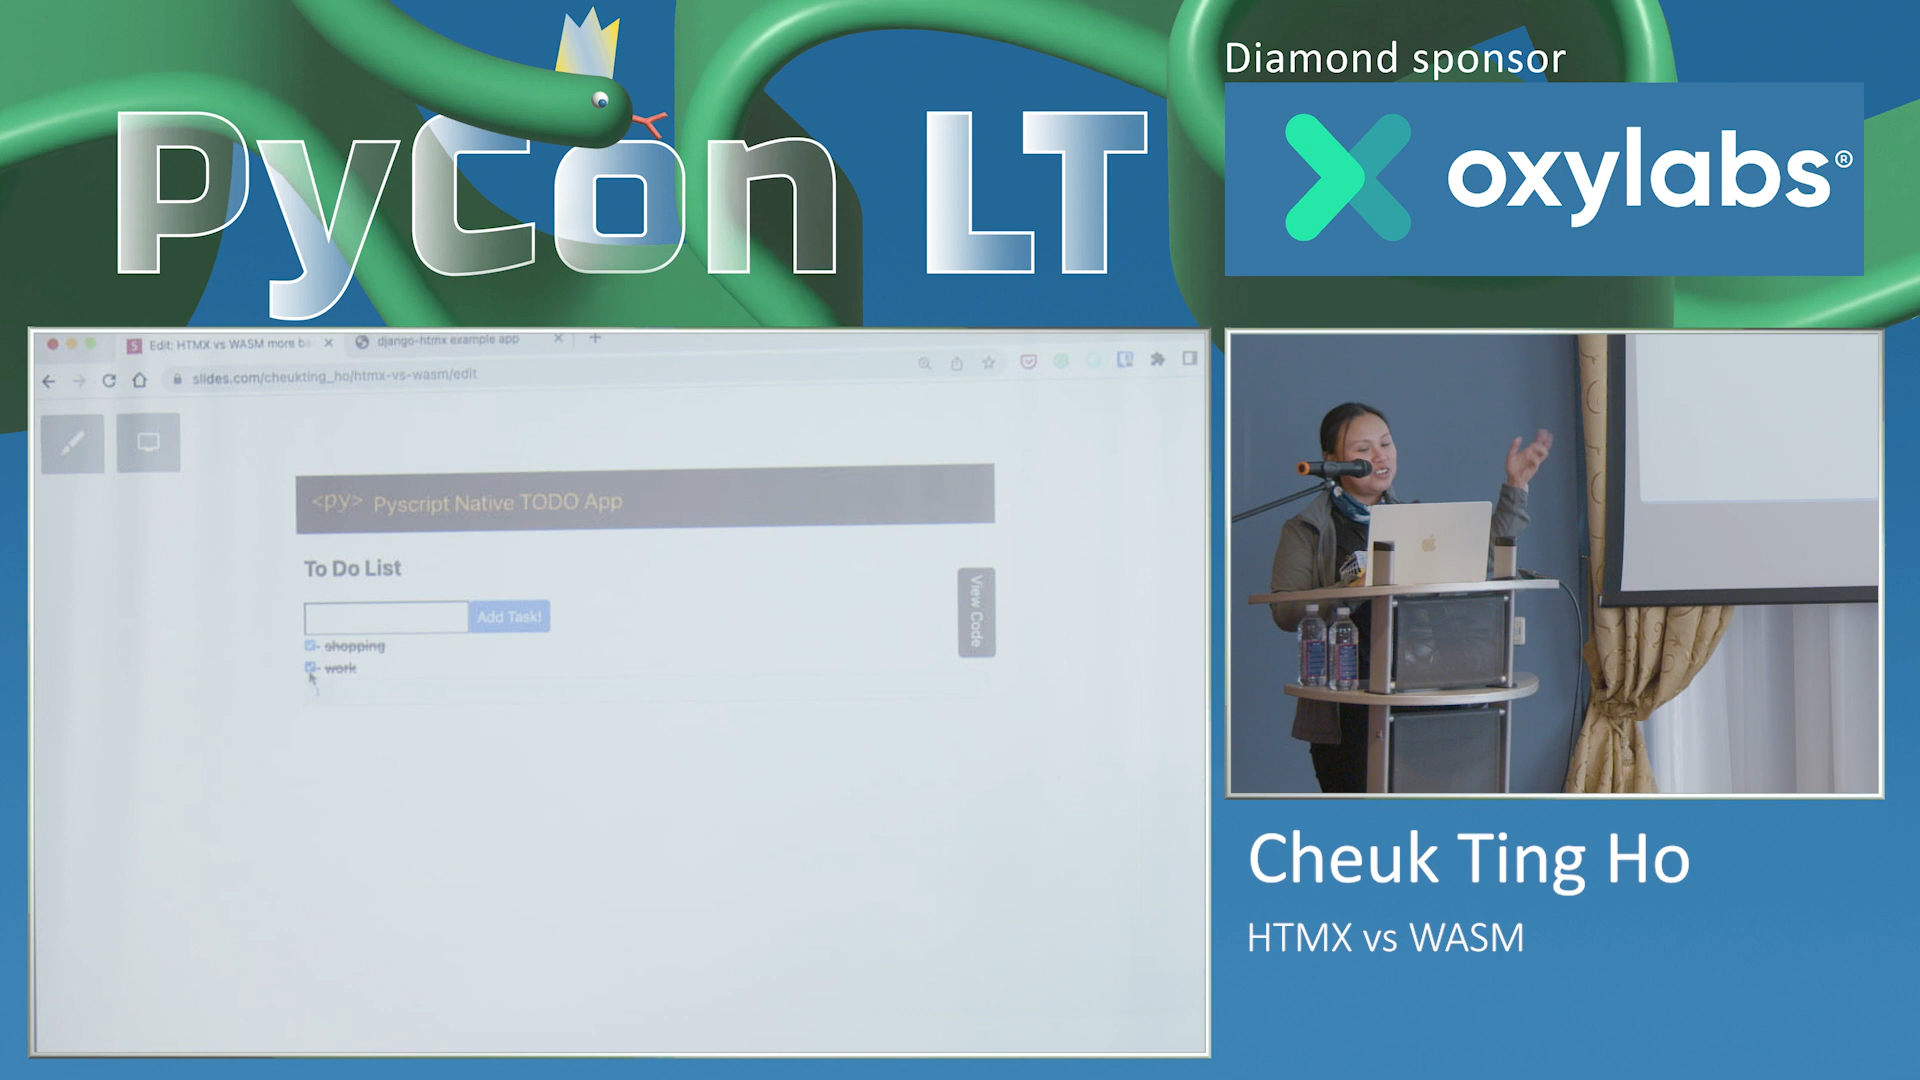 PyCon LT
Diamond sponsor
oxylabs®
Edit: HTMX vs WASM more ba
django-htmx example app
slides.com/cheukting_ho/htmx-vs-wasm/edit
<py> Pyscript Native TODO App
To Do List
Add Task!
- shopping
- work
View Code
Cheuk Ting Ho
HTMX vs WASM